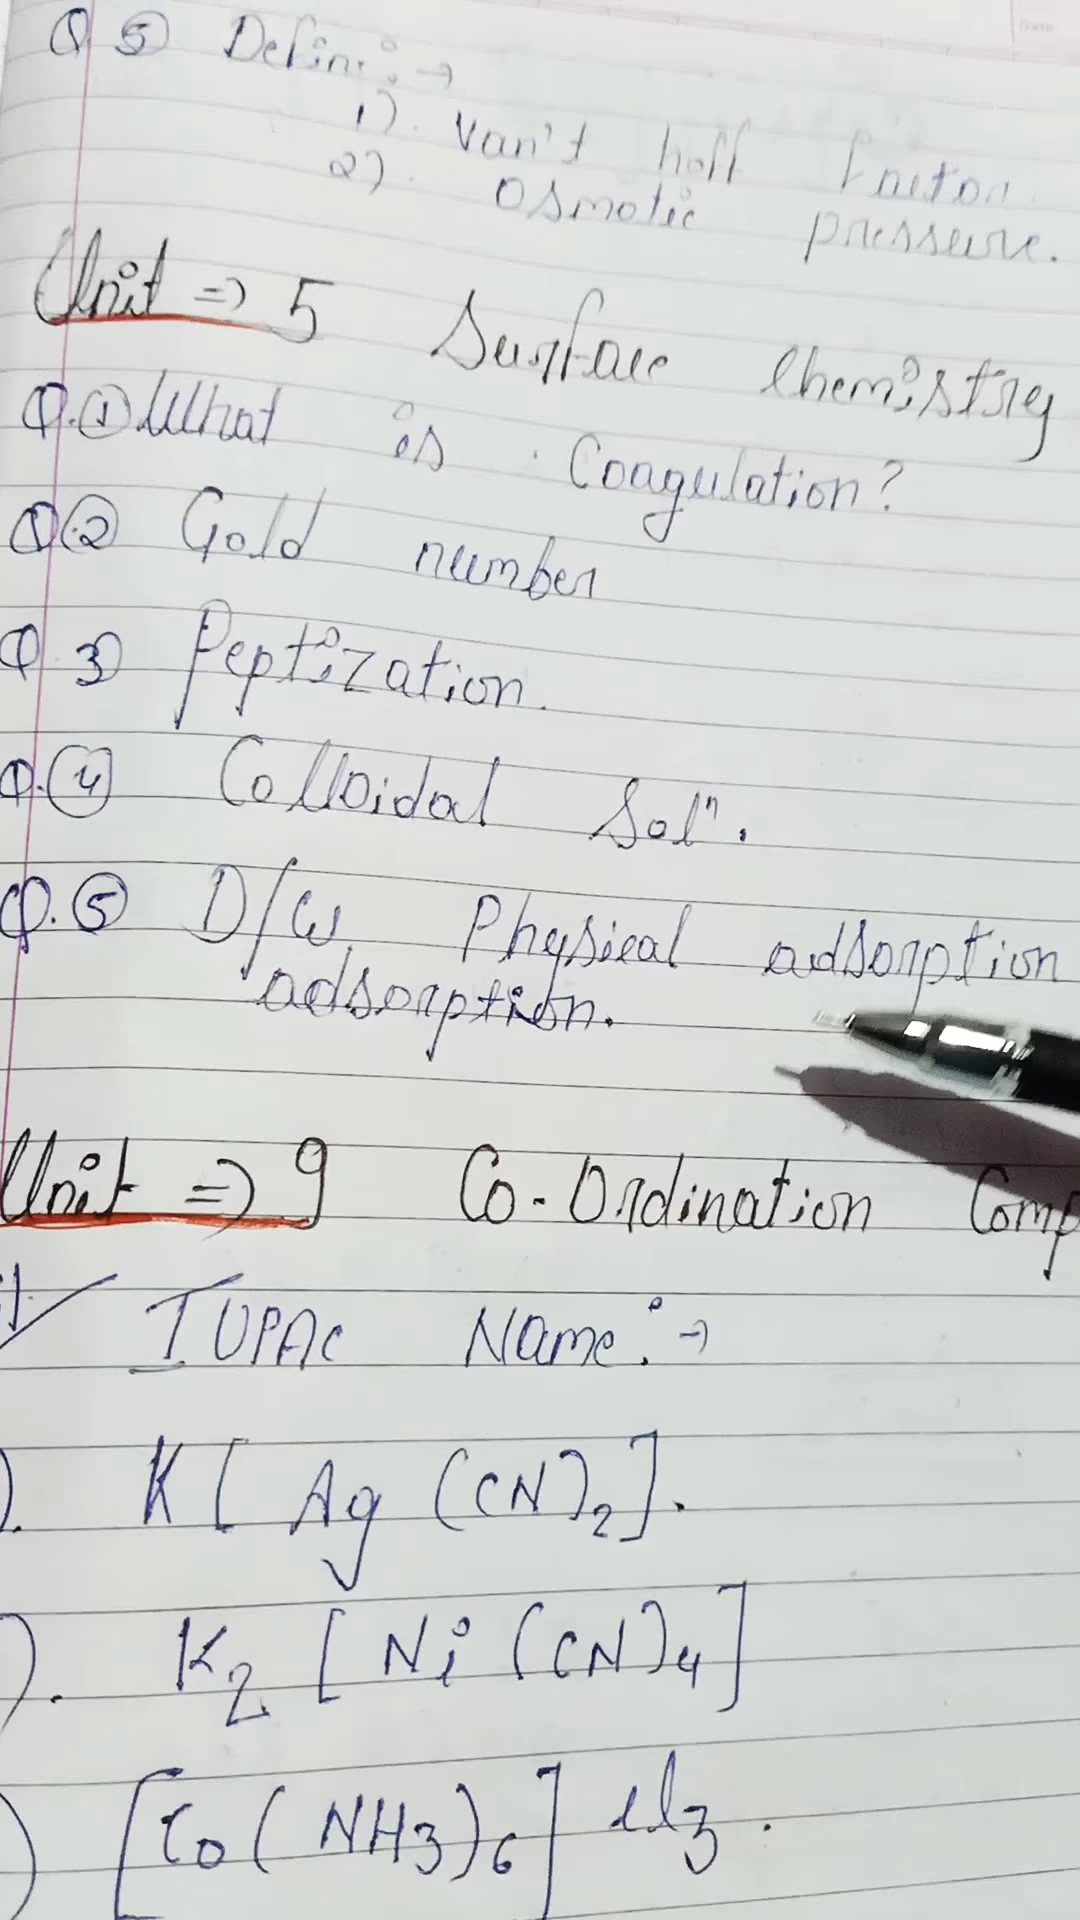 Q 5 Defin: →
1). Van't hoff factor.
2). Osmotic pressure.
Unit => 5 Surface Chemistry
Q.1 What is Coagulation?
Q 2 Gold number
Q 3 Peptization.
Q.4 Colloidal Solⁿ.
Q.5 D/w, Physical adsorption
adsorption.
Unit => 9 Co-Ordination Comp
IUPAC Name: →
). K[Ag(CN)2].
). K2[Ni(CN)4]
) [Co(NH3)6]cl3.